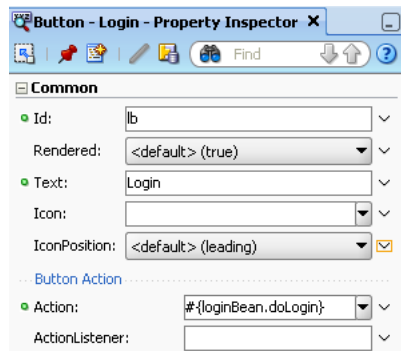 Button - Login - Property Inspector
Find
Common
Id: lb
Rendered: <default> (true)
Text: Login
Icon:
IconPosition: <default> (leading)
Button Action
Action: #{loginBean.doLogin}
ActionListener: